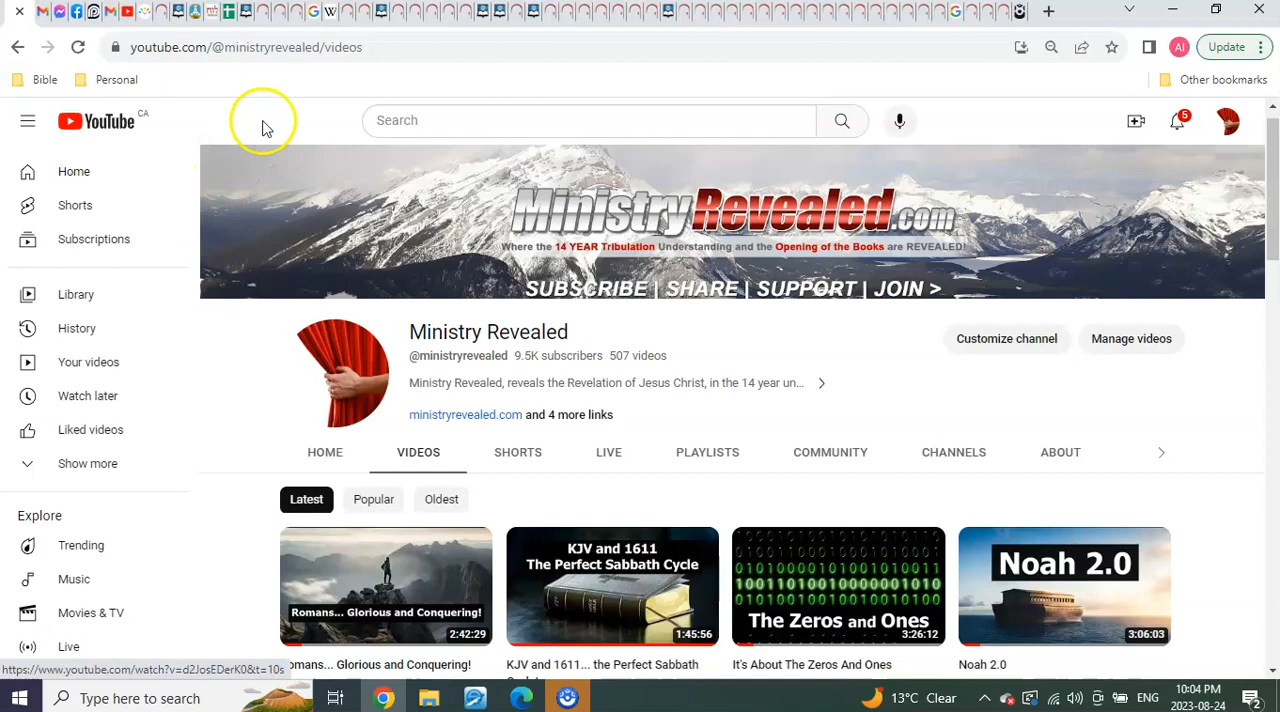 youtube.com/@ministryrevealed/videos
AI
Update
Bible
Personal
Other bookmarks
YouTube CA
Search
5
Home
Shorts
Subscriptions
Library
History
Your videos
Watch later
Liked videos
Show more
Explore
Trending
Music
Movies & TV
Live
MinistryRevealed.com
Where the 14 YEAR Tribulation Understanding and the Opening of the Books are REVEALED!
SUBSCRIBE | SHARE | SUPPORT | JOIN >
Ministry Revealed
@ministryrevealed 9.5K subscribers 507 videos
Ministry Revealed, reveals the Revelation of Jesus Christ, in the 14 year un...
ministryrevealed.com and 4 more links
Customize channel
Manage videos
HOME
VIDEOS
SHORTS
LIVE
PLAYLISTS
COMMUNITY
CHANNELS
ABOUT
Latest
Popular
Oldest
Romans... Glorious and Conquering!
2:42:29
KJV and 1611
The Perfect Sabbath Cycle
1:45:56
The Zeros and Ones
3:26:12
Noah 2.0
3:06:03
Romans... Glorious and Conquering!
KJV and 1611... the Perfect Sabbath
It's About The Zeros And Ones
Noah 2.0
https://www.youtube.com/watch?v=d2JosEDerK0&t=10s
Type here to search
13°C Clear
ENG
10:04 PM
2023-08-24
2